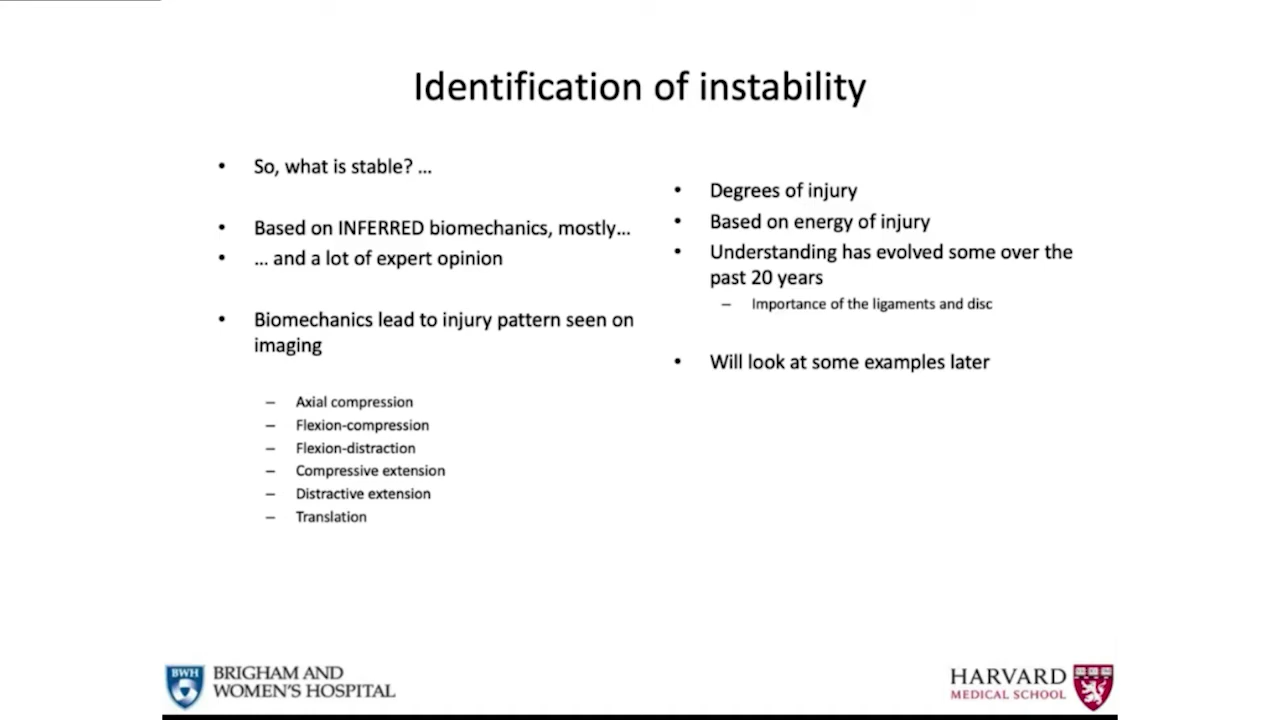 Identification of instability
• So, what is stable? ...
• Based on INFERRED biomechanics, mostly...
• ... and a lot of expert opinion
• Biomechanics lead to injury pattern seen on
imaging
– Axial compression
– Flexion-compression
– Flexion-distraction
– Compressive extension
– Distractive extension
– Translation
• Degrees of injury
• Based on energy of injury
• Understanding has evolved some over the
past 20 years
– Importance of the ligaments and disc
• Will look at some examples later
BWH
BRIGHAM AND
WOMEN'S HOSPITAL
HARVARD
MEDICAL SCHOOL